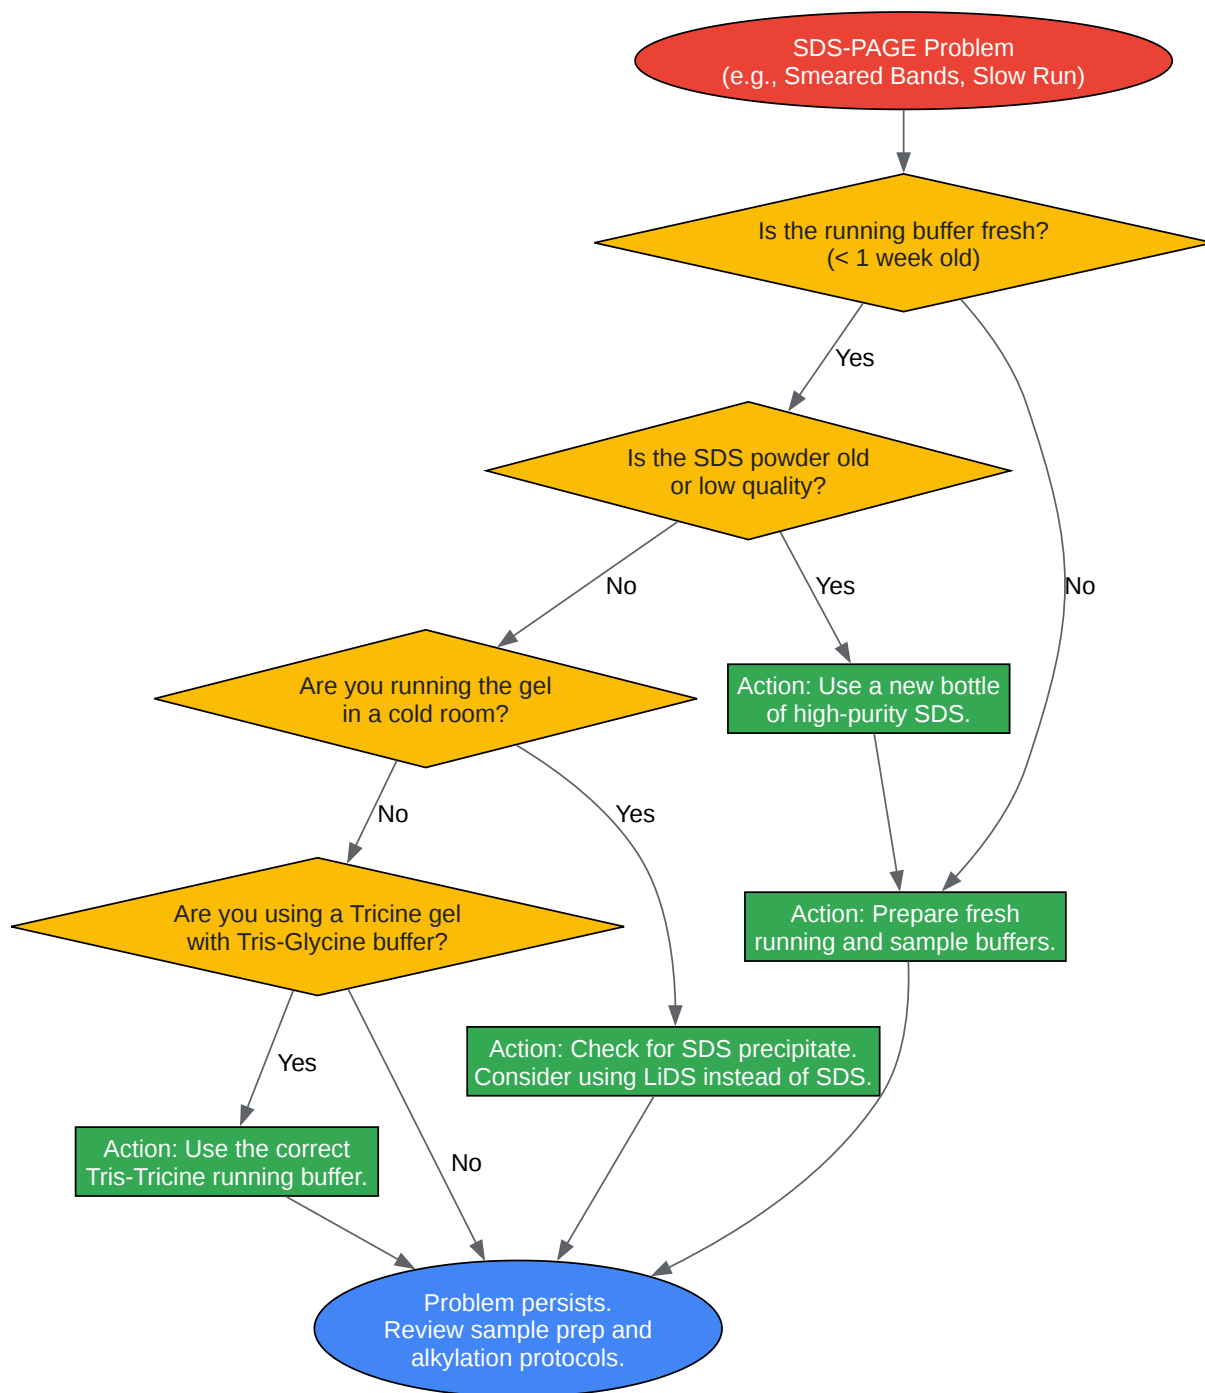 SDS-PAGE Problem
(e.g., Smeared Bands, Slow Run)
Is the running buffer fresh?
(< 1 week old)
Yes
Is the SDS powder old
or low quality?
No
Yes
No
Are you running the gel
in a cold room?
Action: Use a new bottle
of high-purity SDS.
No
Yes
Are you using a Tricine gel
with Tris-Glycine buffer?
Action: Prepare fresh
running and sample buffers.
Yes
Action: Check for SDS precipitate.
Consider using LiDS instead of SDS.
Action: Use the correct
Tris-Tricine running buffer.
No
Problem persists.
Review sample prep and
alkylation protocols.